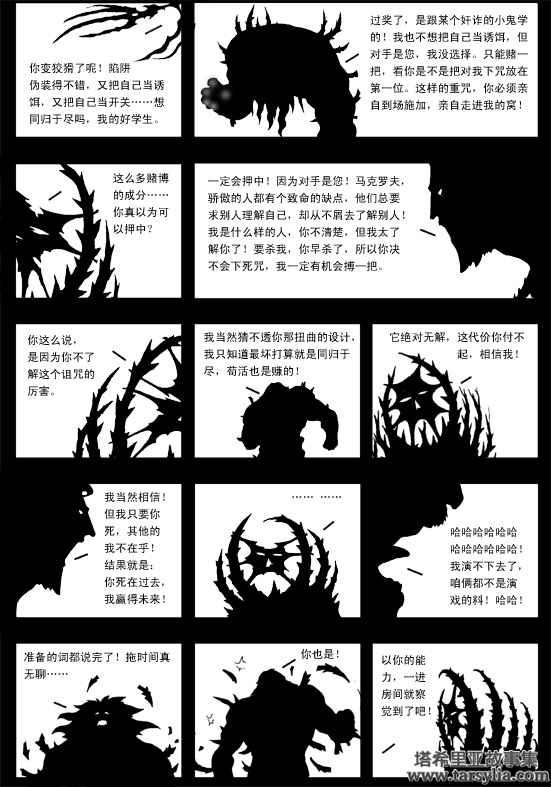 你变狡猾了呢！陷阱
伪装得不错，又把自己当诱
饵，又把自己当开关……想
同归于尽吗，我的好学生。
过奖了，是跟某个奸诈的小鬼学
的！我也不想把自己当诱饵，但
对手是您，我没选择。只能赌一
把，看你是不是把对我下咒放在
第一位。这样的重咒，你必须亲
自到场施加，亲自走进我的窝！
这么多赌博
的成分……
你真以为可
以押中？
一定会押中！因为对手是您！马克罗夫，
骄傲的人都有个致命的缺点，他们总要
求别人理解自己，却从不屑去了解别人！
我是什么样的人，你不清楚，但我太了
解你了！要杀我，你早杀了，所以你决
不会下死咒，我一定有机会搏一把。
你这么说，
是因为你不了
解这个诅咒的
厉害。
我当然猜不透你那扭曲的设计，
我只知道最坏打算就是同归于
尽，苟活也是赚的！
它绝对无解，这代价你付不
起，相信我！
我当然相信！
但我只要你
死，其他的
我不在乎！
结果就是：
你死在过去，
我赢得未来！
…… ……
哈哈哈哈哈哈
哈哈哈哈哈哈！
我演不下去了，
咱俩都不是演
戏的料！哈哈！
准备的词都说完了！拖时间真
无聊……
你也是！
以你的能
力，一进
房间就察
觉到了吧！
塔希里亚故事集
www.tarsylia.com